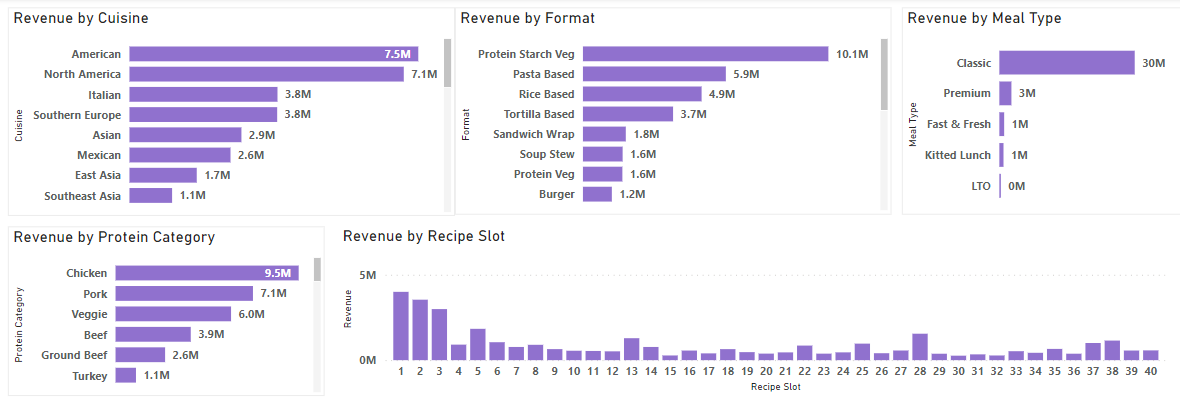 Revenue by Cuisine
Cuisine
American 7.5M
North America 7.1M
Italian 3.8M
Southern Europe 3.8M
Asian 2.9M
Mexican 2.6M
East Asia 1.7M
Southeast Asia 1.1M
Revenue by Format
Format
Protein Starch Veg 10.1M
Pasta Based 5.9M
Rice Based 4.9M
Tortilla Based 3.7M
Sandwich Wrap 1.8M
Soup Stew 1.6M
Protein Veg 1.6M
Burger 1.2M
Revenue by Meal Type
Meal Type
Classic 30M
Premium 3M
Fast & Fresh 1M
Kitted Lunch 1M
LTO 0M
Revenue by Protein Category
Protein Category
Chicken 9.5M
Pork 7.1M
Veggie 6.0M
Beef 3.9M
Ground Beef 2.6M
Turkey 1.1M
Revenue by Recipe Slot
Revenue
5M
0M
1 2 3 4 5 6 7 8 9 10 11 12 13 14 15 16 17 18 19 20 21 22 23 24 25 26 27 28 29 30 31 32 33 34 35 36 37 38 39 40
Recipe Slot